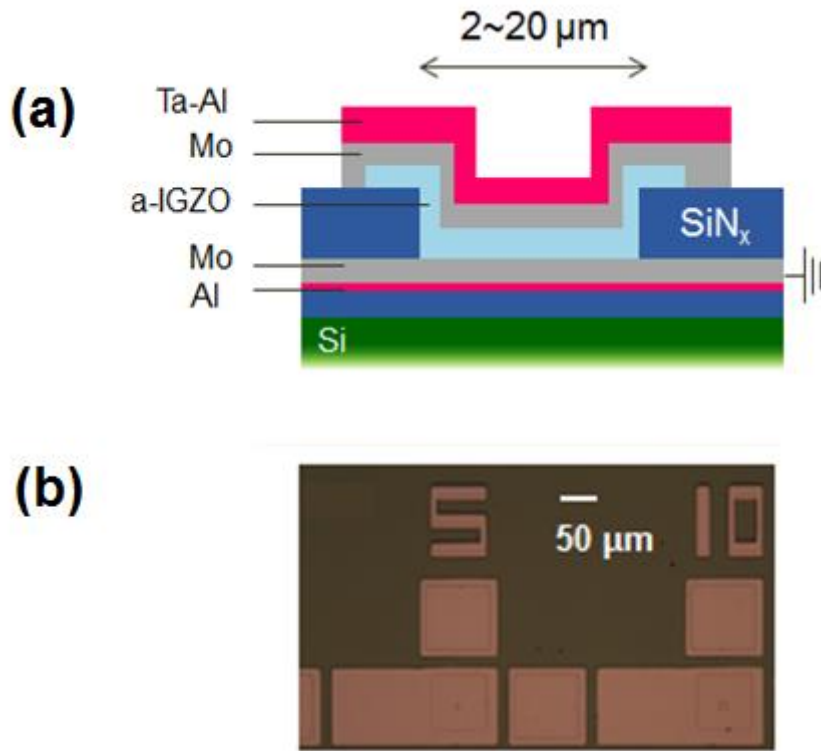 2~20 µm
(a)
Ta-Al
Mo
a-IGZO
SiNₓ
Mo
Al
Si
(b)
5
10
50 µm